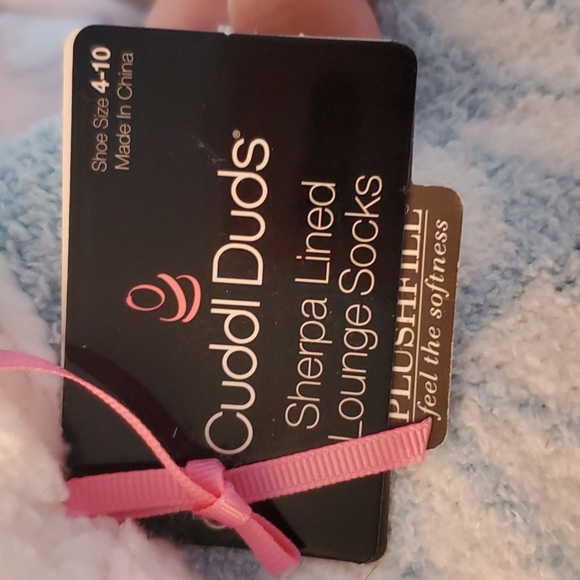 Cuddl Duds®
Sherpa Lined
Lounge Socks
Shoe Size 4-10
Made In China
PLUSHFILL
feel the softness